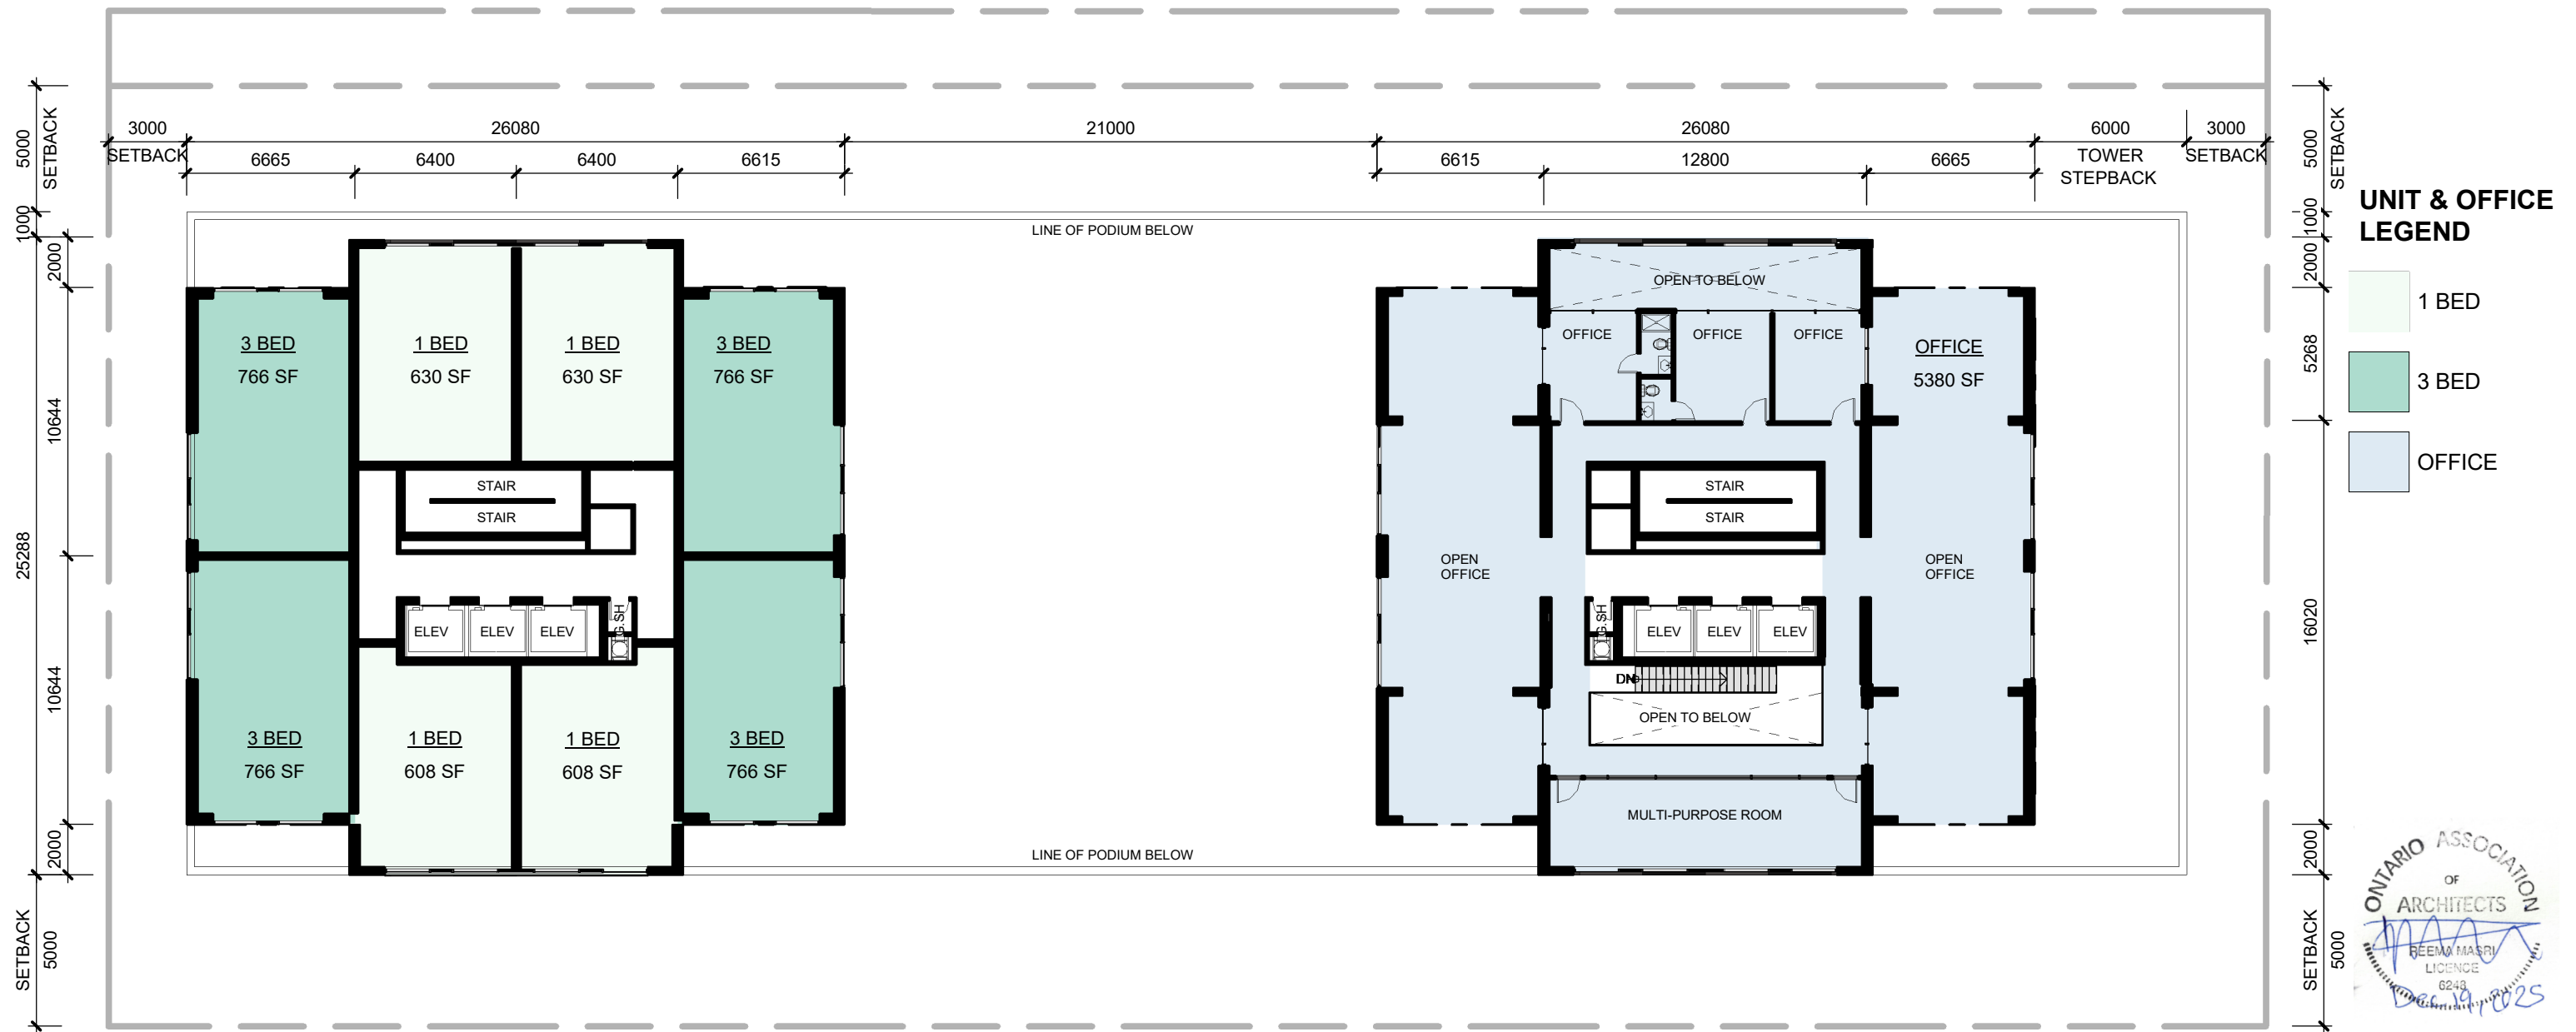 3000
26080
21000
26080
6000
3000
SETBACK
TOWER
STEPBACK
SETBACK
6665
6400
6400
6615
6615
12800
6665
5000
SETBACK
1000
2000
10644
25288
10644
2000
SETBACK
5000
LINE OF PODIUM BELOW
3 BED
766 SF
1 BED
630 SF
1 BED
630 SF
3 BED
766 SF
STAIR
STAIR
ELEV
ELEV
ELEV
G.SH
3 BED
766 SF
1 BED
608 SF
1 BED
608 SF
3 BED
766 SF
LINE OF PODIUM BELOW
OPEN TO BELOW
OFFICE
OFFICE
OFFICE
OFFICE
5380 SF
STAIR
STAIR
OPEN
OFFICE
OPEN
OFFICE
G.SH
ELEV
ELEV
ELEV
DN
OPEN TO BELOW
MULTI-PURPOSE ROOM
5000
SETBACK
1000
2000
5268
16020
2000
SETBACK
5000
UNIT & OFFICE
LEGEND
1 BED
3 BED
OFFICE
ONTARIO ASSOCIATION
OF
ARCHITECTS
REEMA MASRI
LICENCE
6248
Dec 19, 2025